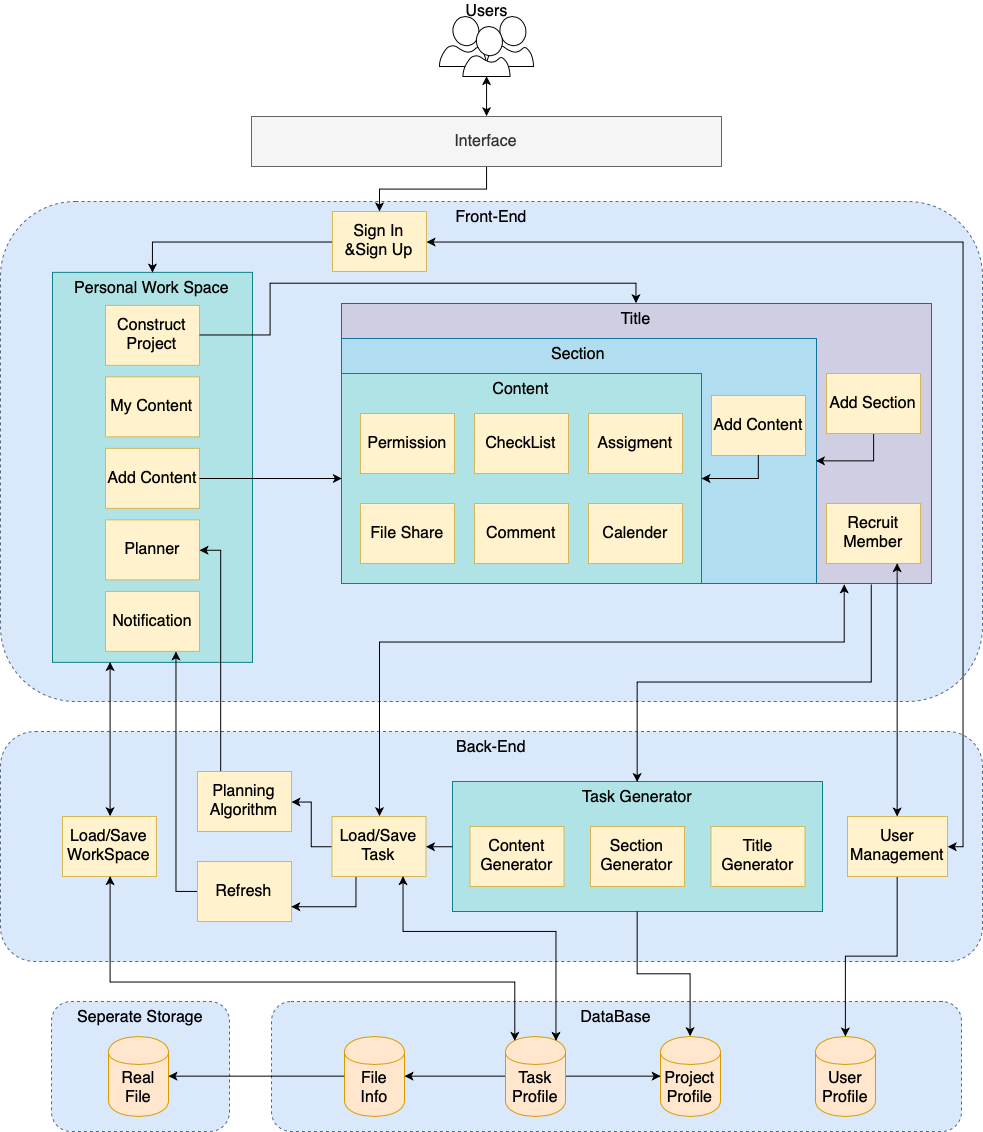 Users
Interface
Front-End
Sign In
&Sign Up
Personal Work Space
Construct
Project
My Content
Add Content
Planner
Notification
Title
Section
Content
Permission
CheckList
Assigment
File Share
Comment
Calender
Add Content
Add Section
Recruit
Member
Back-End
Load/Save
WorkSpace
Planning
Algorithm
Refresh
Load/Save
Task
Task Generator
Content
Generator
Section
Generator
Title
Generator
User
Management
Seperate Storage
Real
File
DataBase
File
Info
Task
Profile
Project
Profile
User
Profile